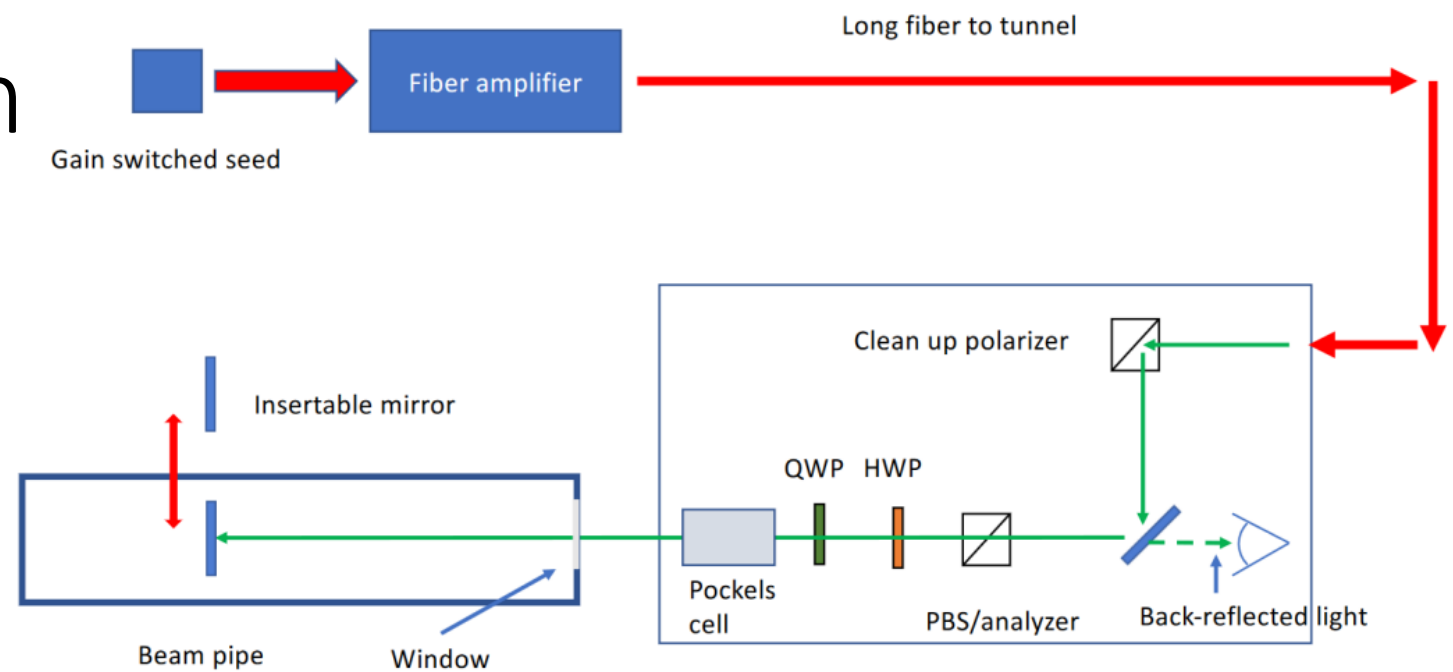 n
Long fiber to tunnel
Fiber amplifier
Gain switched seed
Clean up polarizer
Insertable mirror
QWP HWP
Pockels
cell
PBS/analyzer
Back-reflected light
Beam pipe
Window